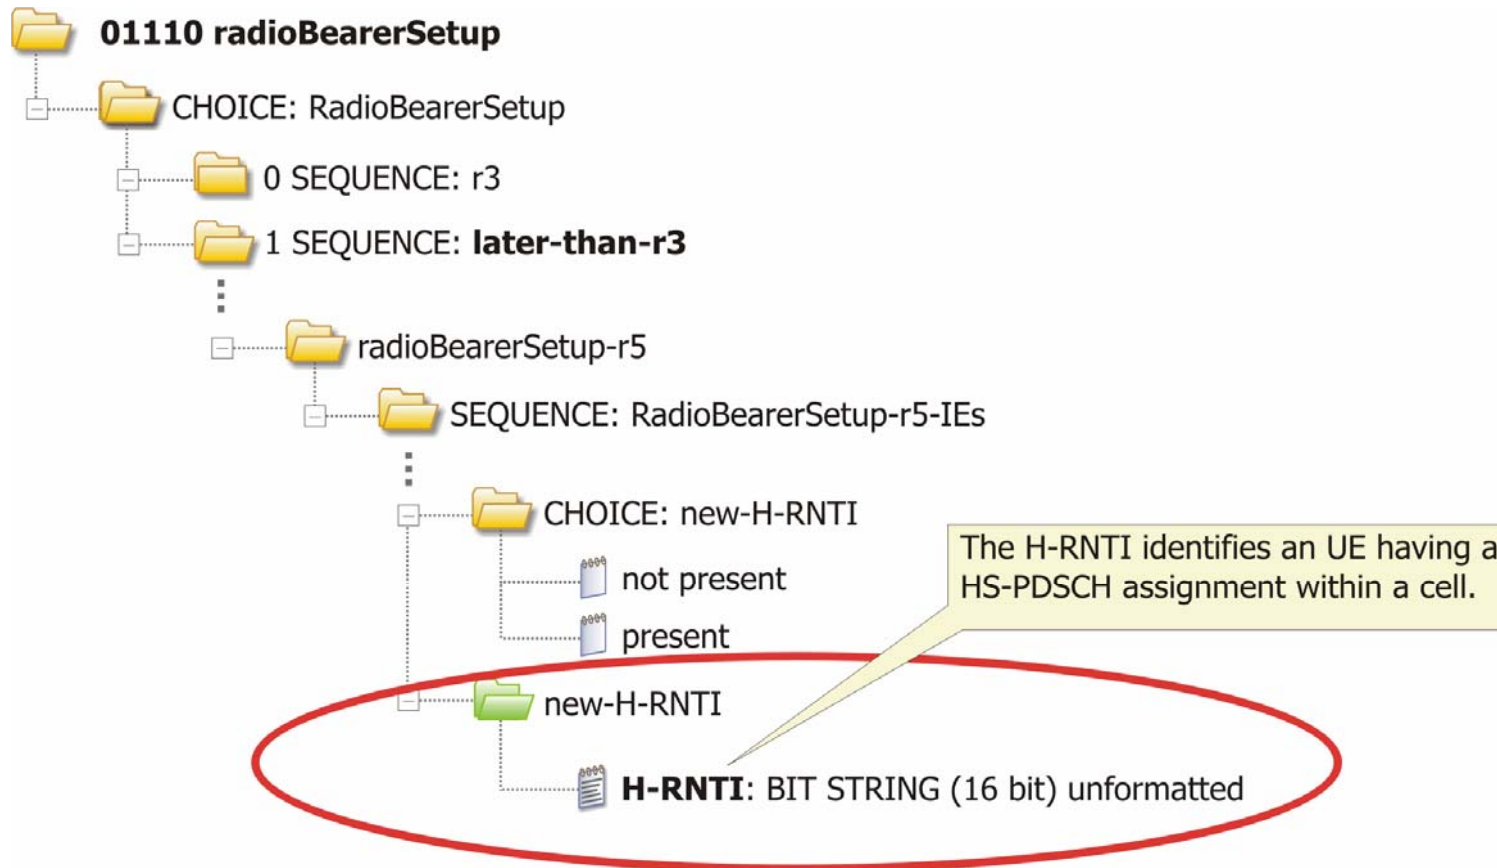 01110 radioBearerSetup
CHOICE: RadioBearerSetup
0 SEQUENCE: r3
1 SEQUENCE: later-than-r3
radioBearerSetup-r5
SEQUENCE: RadioBearerSetup-r5-IEs
CHOICE: new-H-RNTI
not present
present
The H-RNTI identifies an UE having a
HS-PDSCH assignment within a cell.
new-H-RNTI
H-RNTI: BIT STRING (16 bit) unformatted